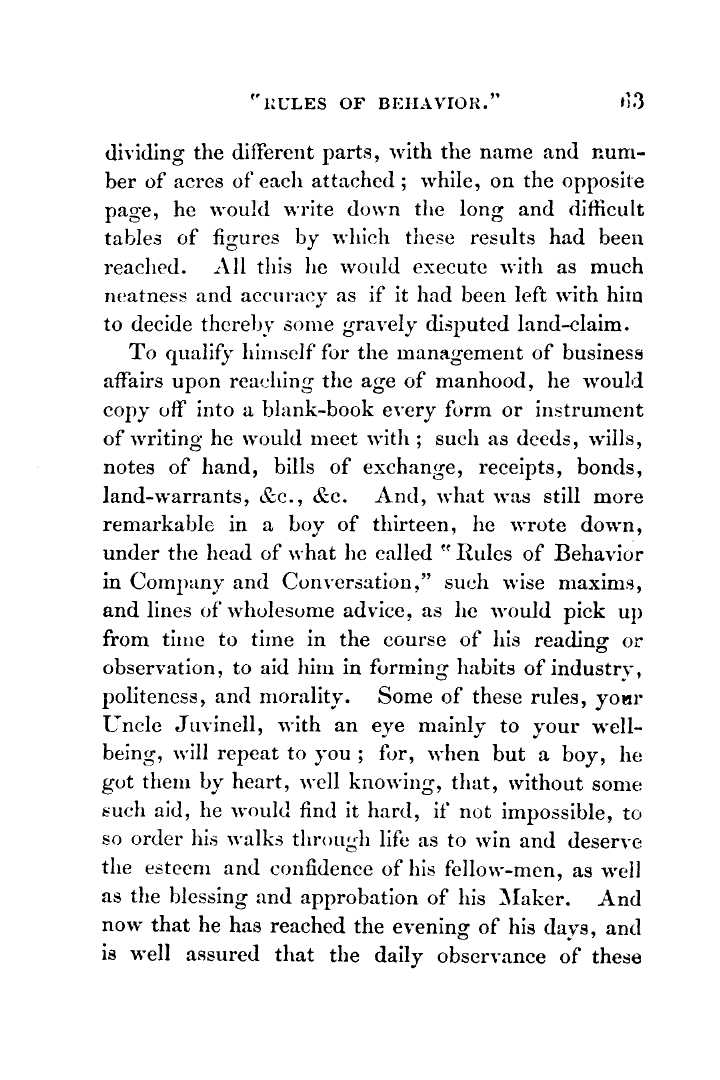 "RULES OF BEHAVIOR." 63
dividing the different parts, with the name and num-
ber of acres of each attached ; while, on the opposite
page, he would write down the long and difficult
tables of figures by which these results had been
reached. All this he would execute with as much
neatness and accuracy as if it had been left with him
to decide thereby some gravely disputed land-claim.
To qualify himself for the management of business
affairs upon reaching the age of manhood, he would
copy off into a blank-book every form or instrument
of writing he would meet with ; such as deeds, wills,
notes of hand, bills of exchange, receipts, bonds,
land-warrants, &c., &c. And, what was still more
remarkable in a boy of thirteen, he wrote down,
under the head of what he called "Rules of Behavior
in Company and Conversation," such wise maxims,
and lines of wholesome advice, as he would pick up
from time to time in the course of his reading or
observation, to aid him in forming habits of industry,
politeness, and morality. Some of these rules, your
Uncle Juvinell, with an eye mainly to your well-
being, will repeat to you ; for, when but a boy, he
got them by heart, well knowing, that, without some
such aid, he would find it hard, if not impossible, to
so order his walks through life as to win and deserve
the esteem and confidence of his fellow-men, as well
as the blessing and approbation of his Maker. And
now that he has reached the evening of his days, and
is well assured that the daily observance of these